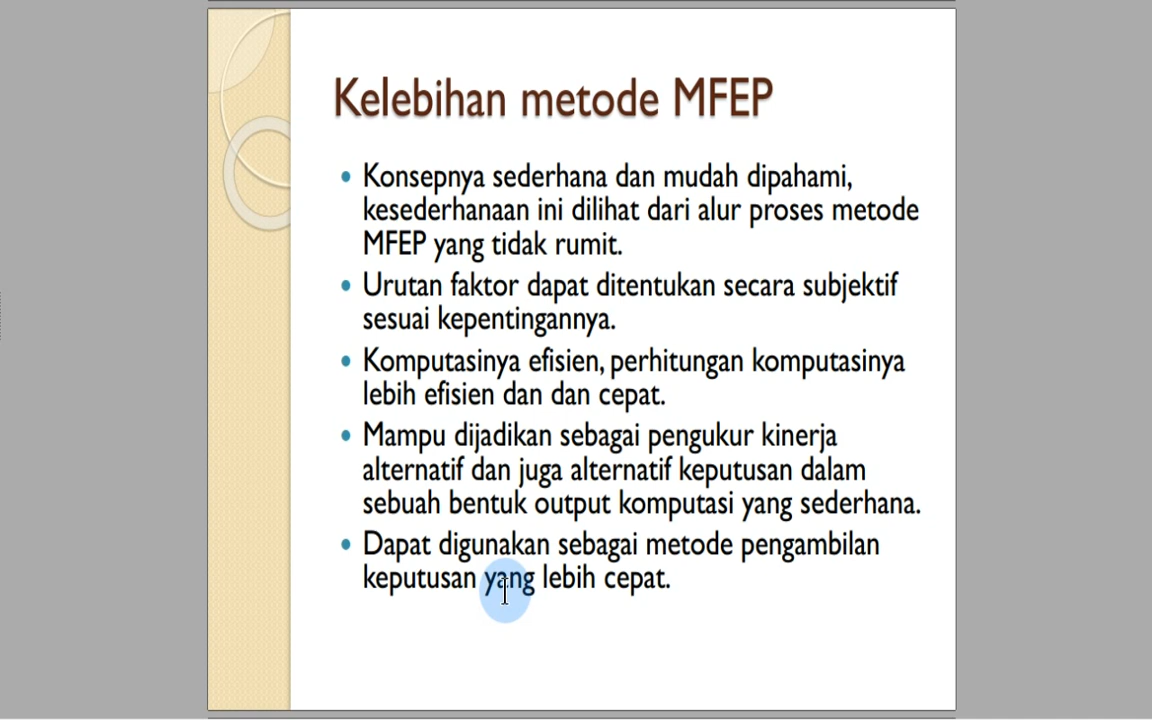 Kelebihan metode MFEP
• Konsepnya sederhana dan mudah dipahami,
kesederhanaan ini dilihat dari alur proses metode
MFEP yang tidak rumit.
• Urutan faktor dapat ditentukan secara subjektif
sesuai kepentingannya.
• Komputasinya efisien, perhitungan komputasinya
lebih efisien dan dan cepat.
• Mampu dijadikan sebagai pengukur kinerja
alternatif dan juga alternatif keputusan dalam
sebuah bentuk output komputasi yang sederhana.
• Dapat digunakan sebagai metode pengambilan
keputusan yang lebih cepat.